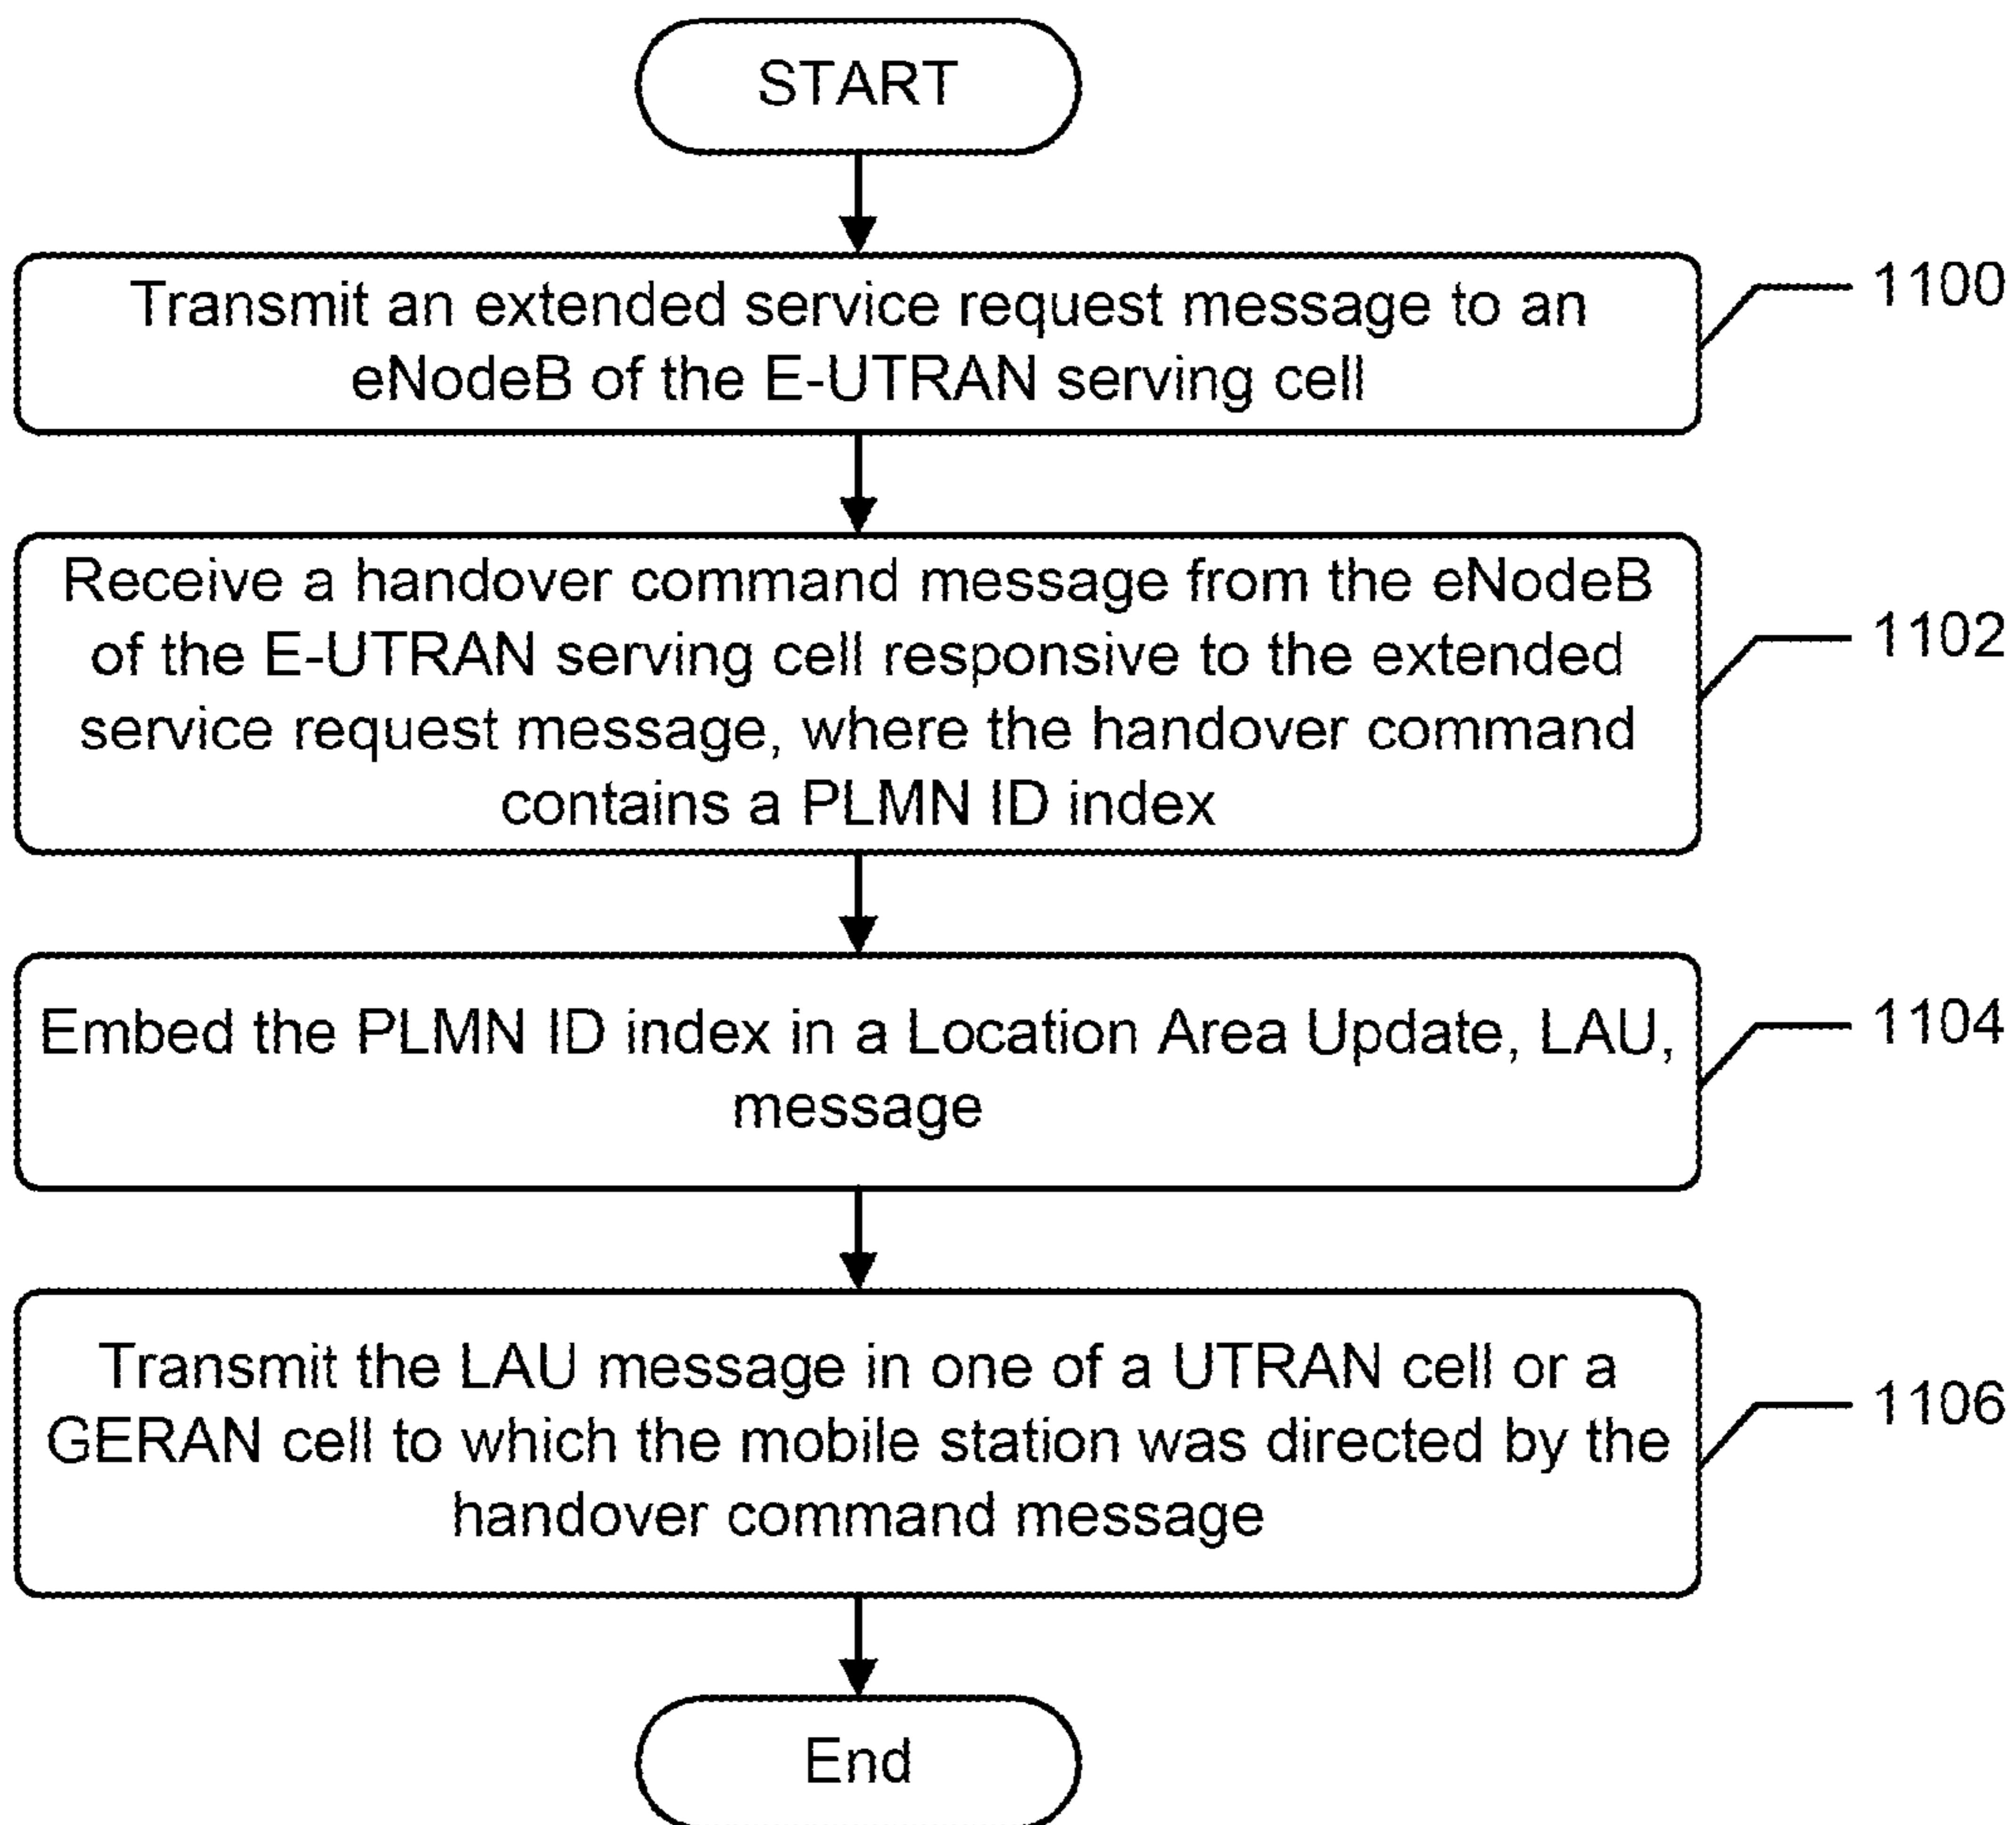 START
Transmit an extended service request message to an
eNodeB of the E-UTRAN serving cell
1100
Receive a handover command message from the eNodeB
of the E-UTRAN serving cell responsive to the extended
service request message, where the handover command
contains a PLMN ID index
1102
Embed the PLMN ID index in a Location Area Update, LAU,
message
1104
Transmit the LAU message in one of a UTRAN cell or a
GERAN cell to which the mobile station was directed by the
handover command message
1106
End